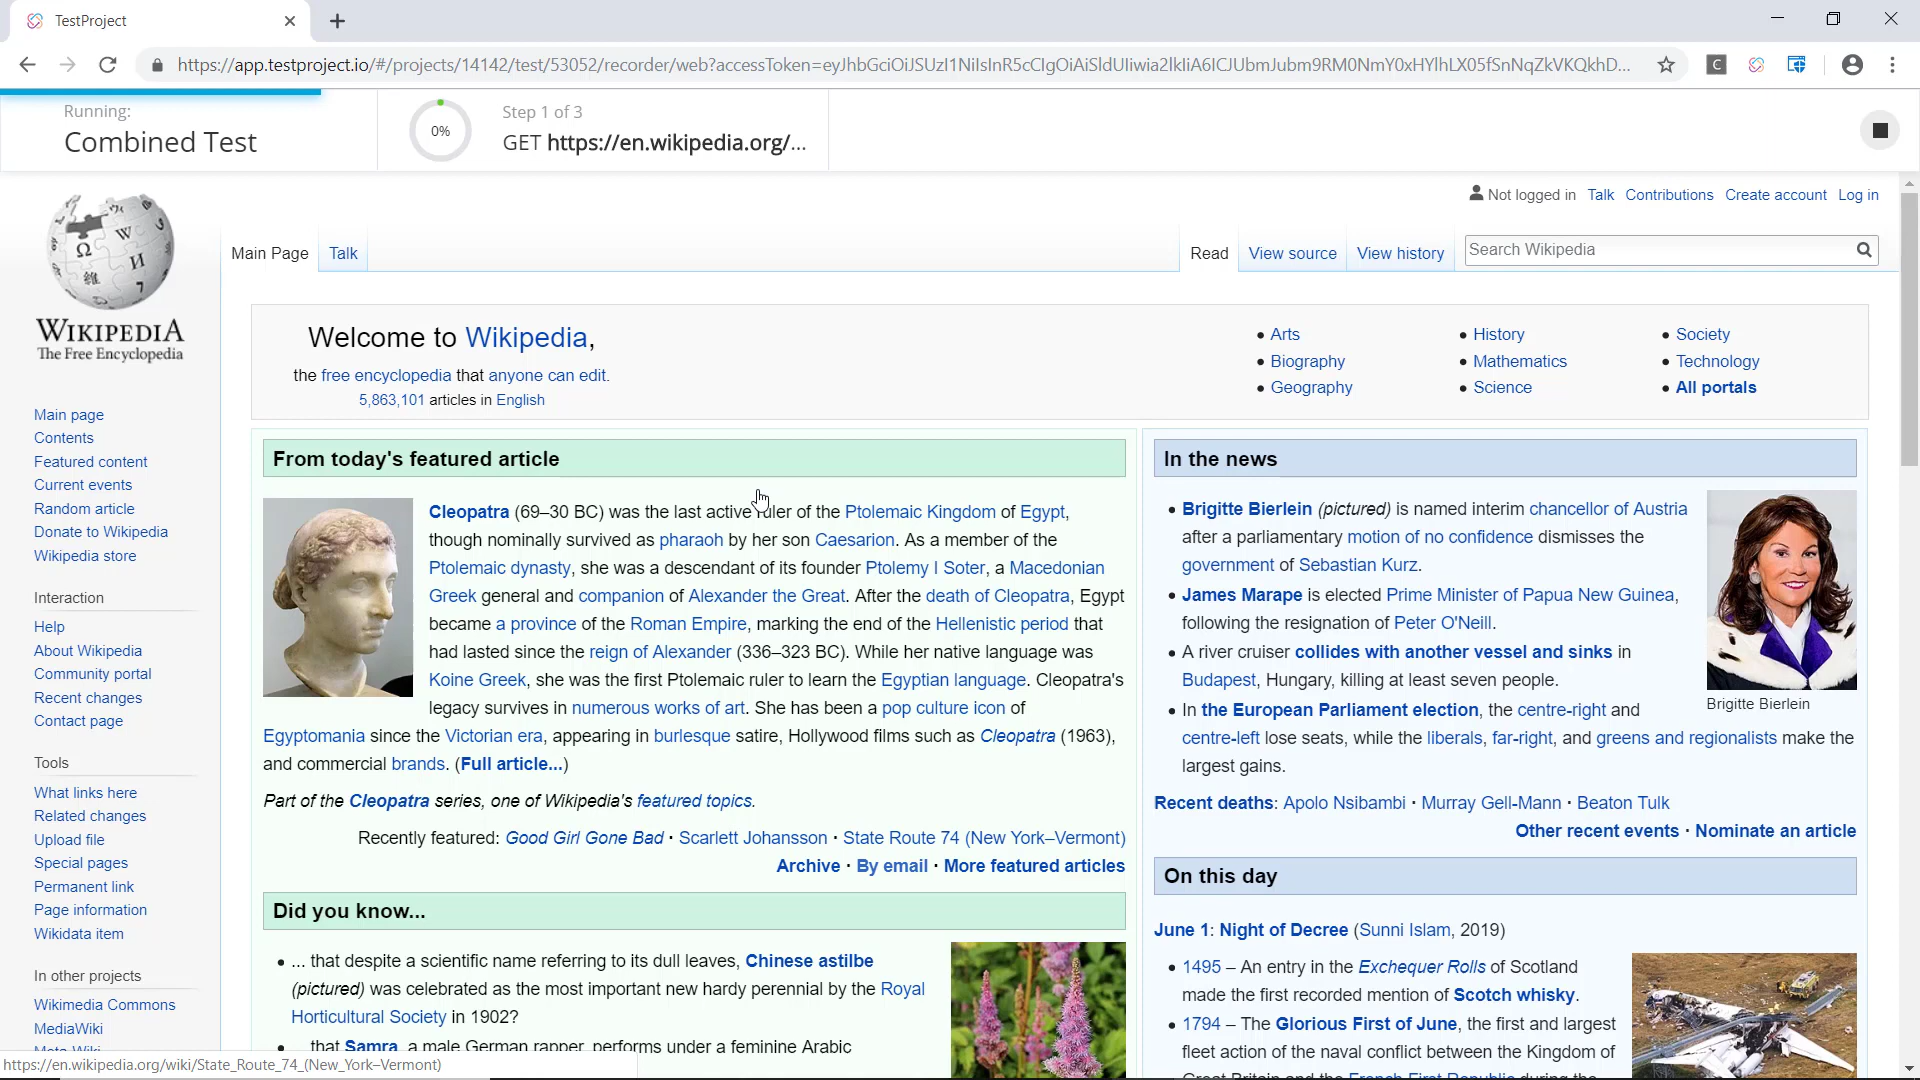 TestProject
https://app.testproject.io/#/projects/14142/test/53052/recorder/web?accessToken=
Running:
Combined Test
0%
Step 1 of 3
GET https://en.wikipedia.org/...
Not logged in Talk Contributions Create account Log in
Main Page Talk Read View source View history Search Wikipedia
WIKIPEDIA
The Free Encyclopedia
Main page
Contents
Featured content
Current events
Random article
Donate to Wikipedia
Wikipedia store
Interaction
Help
About Wikipedia
Community portal
Recent changes
Contact page
Tools
What links here
Related changes
Upload file
Special pages
Permanent link
Page information
Wikidata item
In other projects
Wikimedia Commons
MediaWiki
Welcome to Wikipedia,
the free encyclopedia that anyone can edit.
5,863,101 articles in English
• Arts
• Biography
• Geography
• History
• Mathematics
• Science
• Society
• Technology
• All portals
From today's featured article
Cleopatra (69–30 BC) was the last active ruler of the Ptolemaic Kingdom of Egypt,
though nominally survived as pharaoh by her son Caesarion. As a member of the
Ptolemaic dynasty, she was a descendant of its founder Ptolemy I Soter, a Macedonian
Greek general and companion of Alexander the Great. After the death of Cleopatra, Egypt
became a province of the Roman Empire, marking the end of the Hellenistic period that
had lasted since the reign of Alexander (336–323 BC). While her native language was
Koine Greek, she was the first Ptolemaic ruler to learn the Egyptian language. Cleopatra's
legacy survives in numerous works of art. She has been a pop culture icon of
Egyptomania since the Victorian era, appearing in burlesque satire, Hollywood films such as Cleopatra (1963),
and commercial brands. (Full article...)
Part of the Cleopatra series, one of Wikipedia's featured topics.
Recently featured: Good Girl Gone Bad · Scarlett Johansson · State Route 74 (New York–Vermont)
Archive · By email · More featured articles
Did you know...
• ... that despite a scientific name referring to its dull leaves, Chinese astilbe
(pictured) was celebrated as the most important new hardy perennial by the Royal
Horticultural Society in 1902?
that Samra, a male German rapper, performs under a feminine Arabic
In the news
• Brigitte Bierlein (pictured) is named interim chancellor of Austria
after a parliamentary motion of no confidence dismisses the
government of Sebastian Kurz.
• James Marape is elected Prime Minister of Papua New Guinea,
following the resignation of Peter O'Neill.
• A river cruiser collides with another vessel and sinks in
Budapest, Hungary, killing at least seven people.
• In the European Parliament election, the centre-right and
centre-left lose seats, while the liberals, far-right, and greens and regionalists make the
largest gains.
Brigitte Bierlein
Recent deaths: Apolo Nsibambi · Murray Gell-Mann · Beaton Tulk
Other recent events · Nominate an article
On this day
June 1: Night of Decree (Sunni Islam, 2019)
• 1495 – An entry in the Exchequer Rolls of Scotland
made the first recorded mention of Scotch whisky.
• 1794 – The Glorious First of June, the first and largest
fleet action of the naval conflict between the Kingdom of
https://en.wikipedia.org/wiki/State_Route_74_(New_York–Vermont)